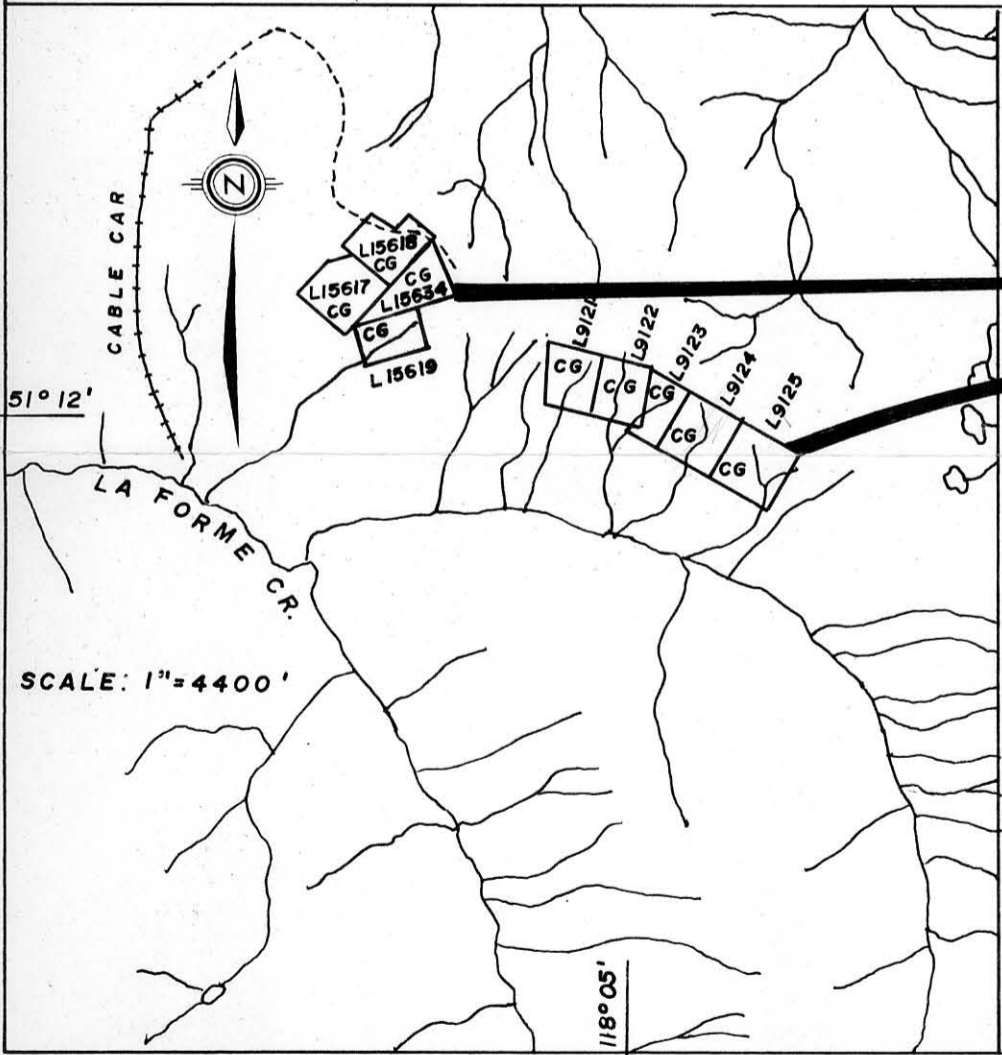 N
CABLE CAR
L15618
CG
L15617
CG
CG
L15634
CG
L15619
L9121
L9122
L9123
L9124
L9125
CG
CG
CG
CG
CG
51° 12'
LA FORME CR.
SCALE: 1"=4400'
118° 05'